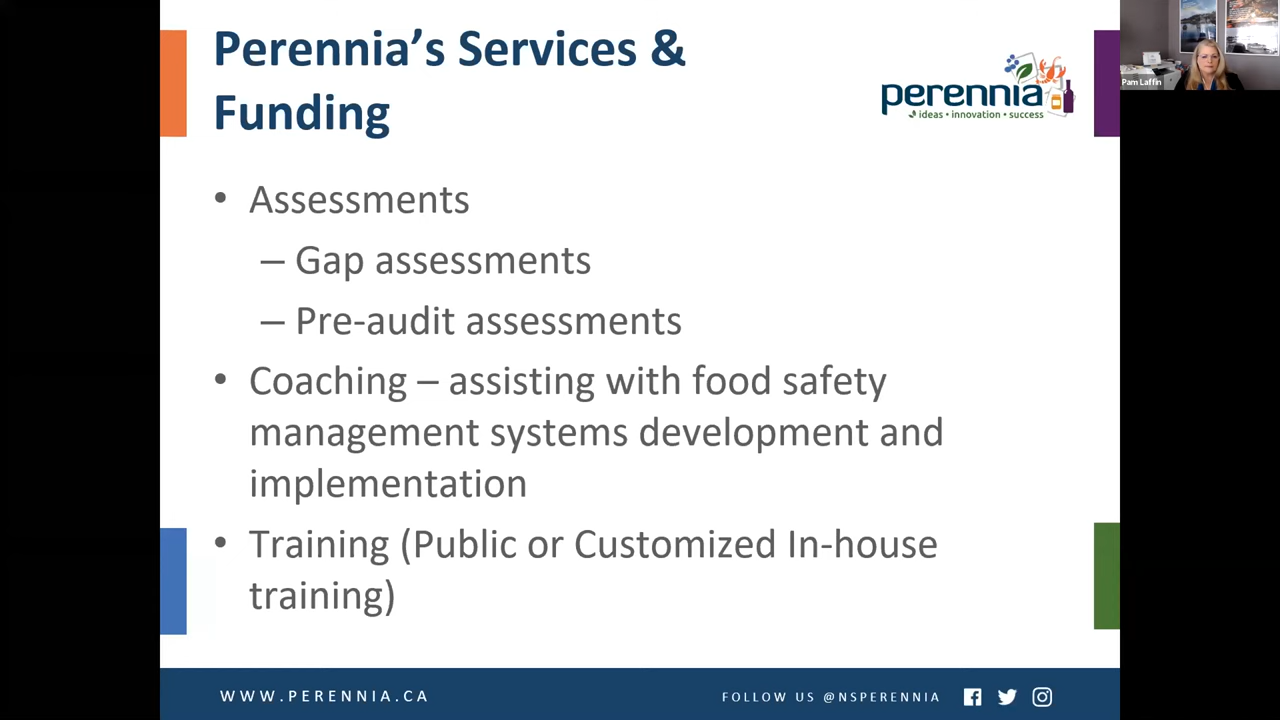 Perennia’s Services &
Funding
perennia
ideas • innovation • success
Pam Laffin
• Assessments
– Gap assessments
– Pre-audit assessments
• Coaching – assisting with food safety
management systems development and
implementation
• Training (Public or Customized In-house
training)
WWW.PERENNIA.CA
FOLLOW US @NSPERENNIA